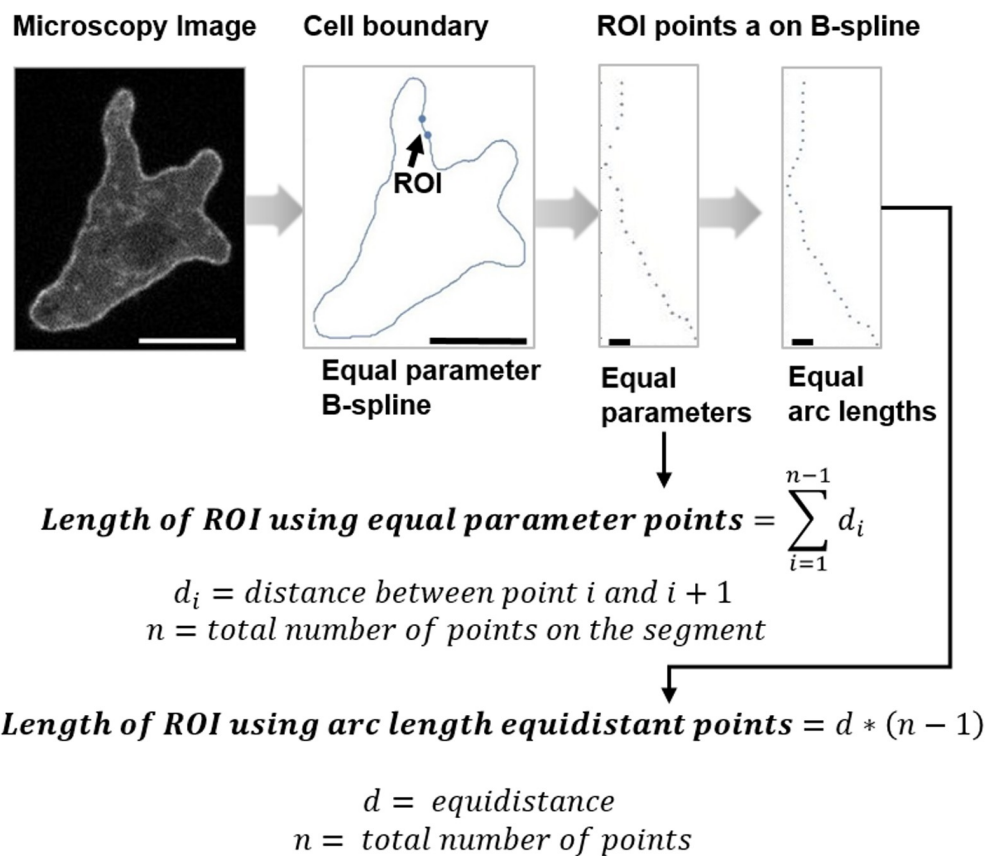 Microscopy Image
Cell boundary
ROI points a on B-spline
ROI
Equal parameter
B-spline
Equal
parameters
Equal
arc lengths
Length of ROI using equal parameter points = \sum_{i=1}^{n-1} d_i
d_i = distance between point i and i + 1
n = total number of points on the segment
Length of ROI using arc length equidistant points = d * (n − 1)
d = equidistance
n = total number of points